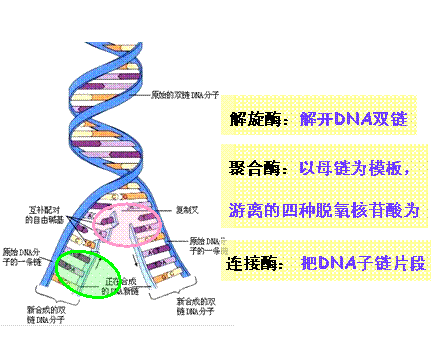 原始的双链DNA分子
解旋酶：解开DNA双链
聚合酶：以母链为模板，
游离的四种脱氧核苷酸为
互补配对
的自由碱基
复制叉
原始DNA分
子的一条链
原始DNA分
子的一条链
连接酶：把DNA子链片段
正在合成
的DNA新链
新合成的双
链DNA分子
新合成的双
链DNA分子